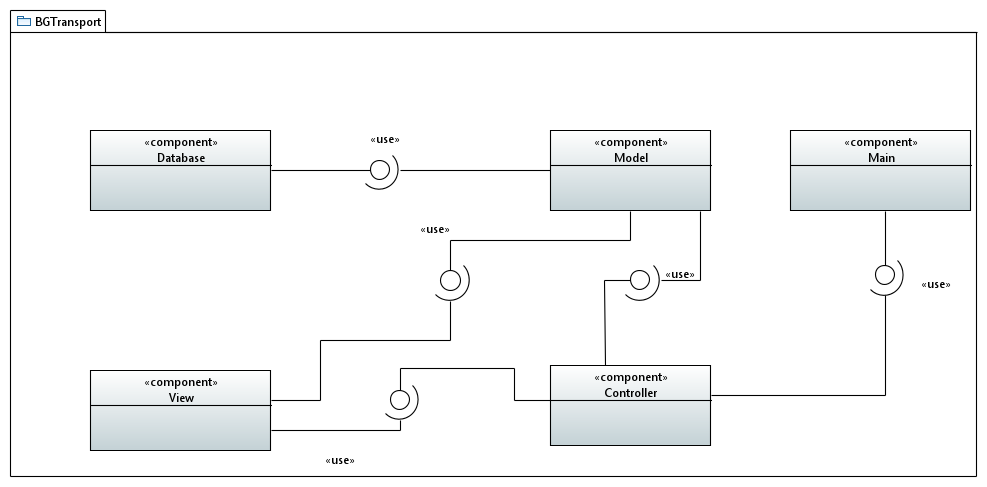 BGTransport
«component»
Database
«use»
«component»
Model
«component»
Main
«use»
«use»
«use»
«component»
View
«component»
Controller
«use»